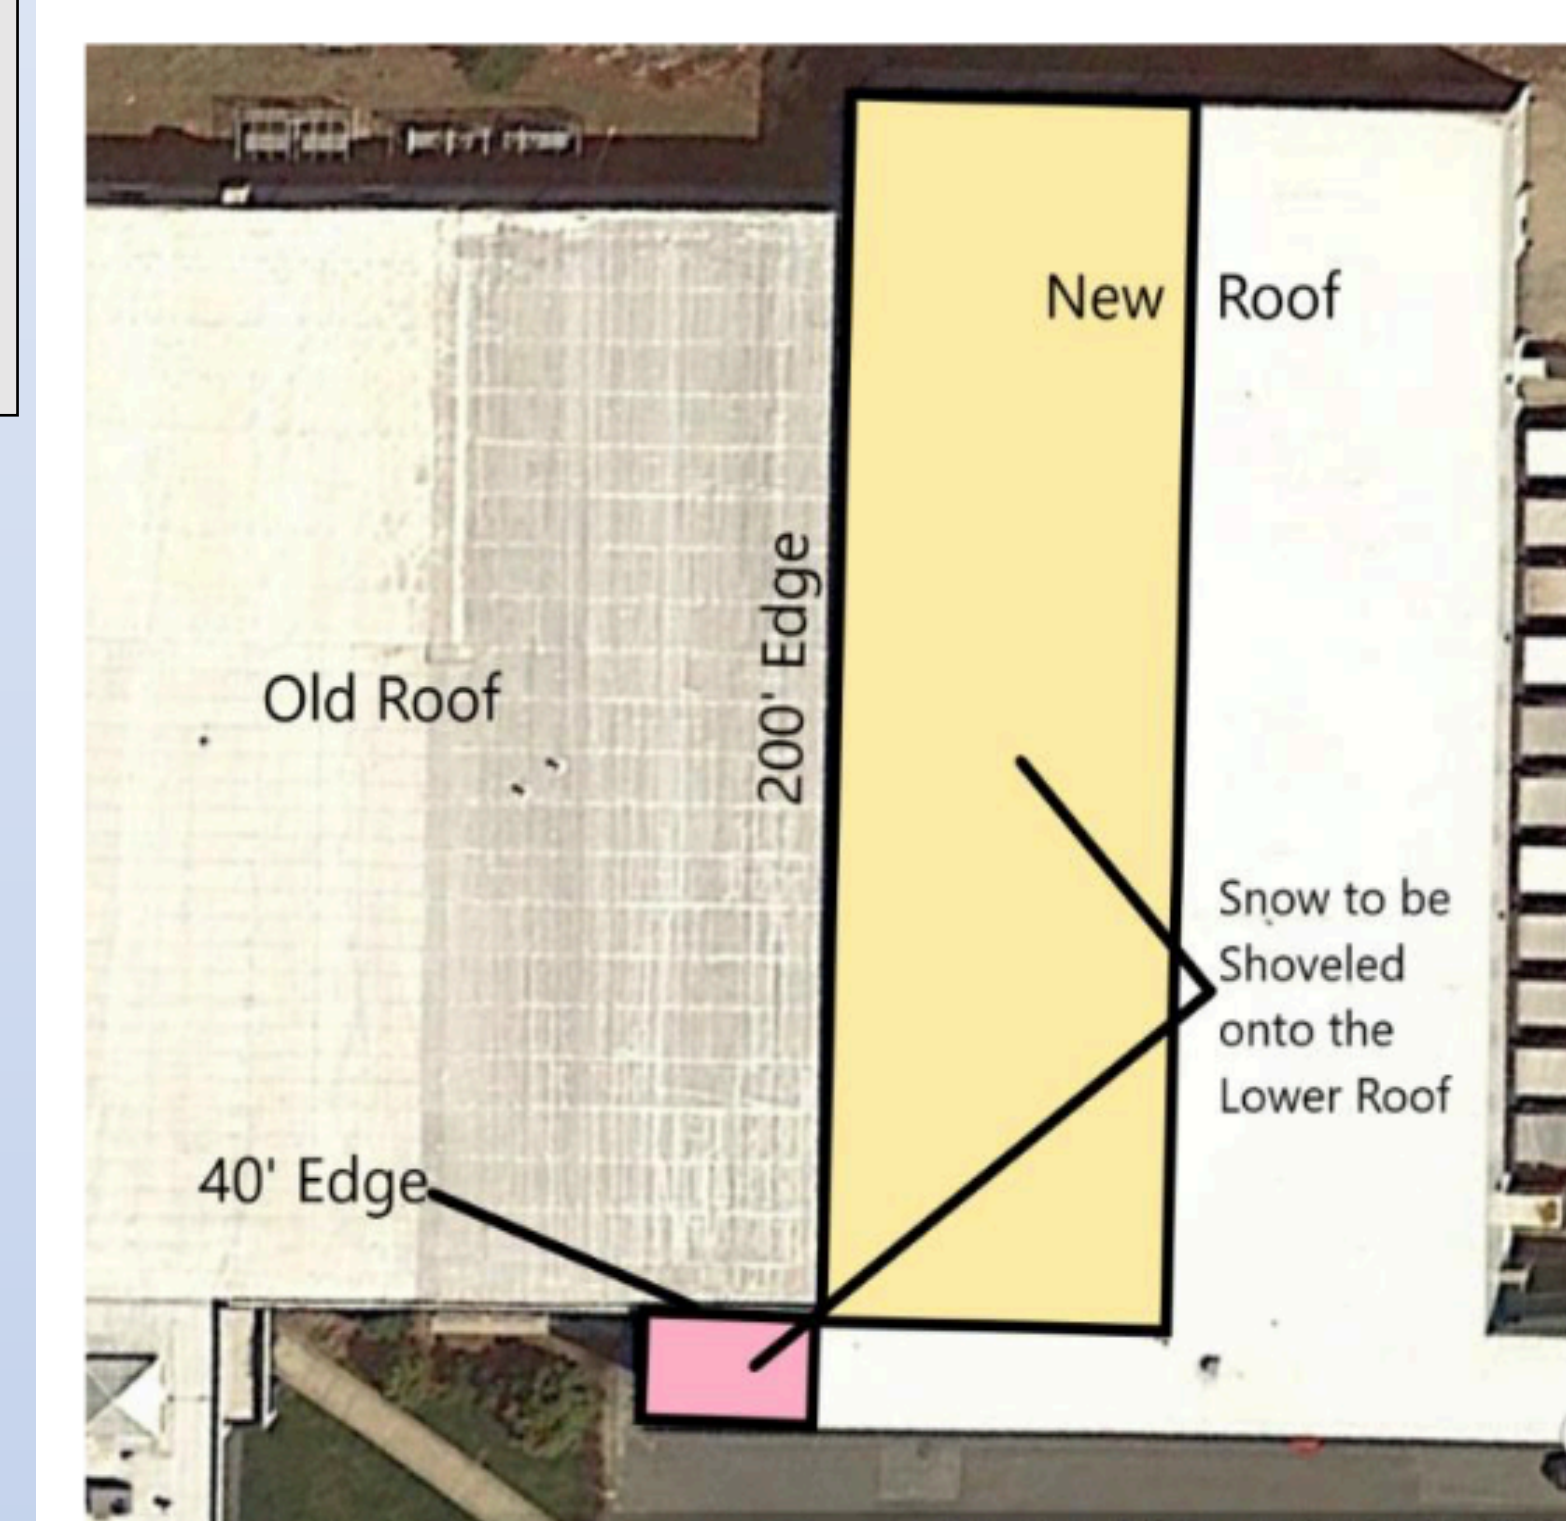 New Roof
200' Edge
Old Roof
Snow to be
Shoveled
onto the
Lower Roof
40' Edge